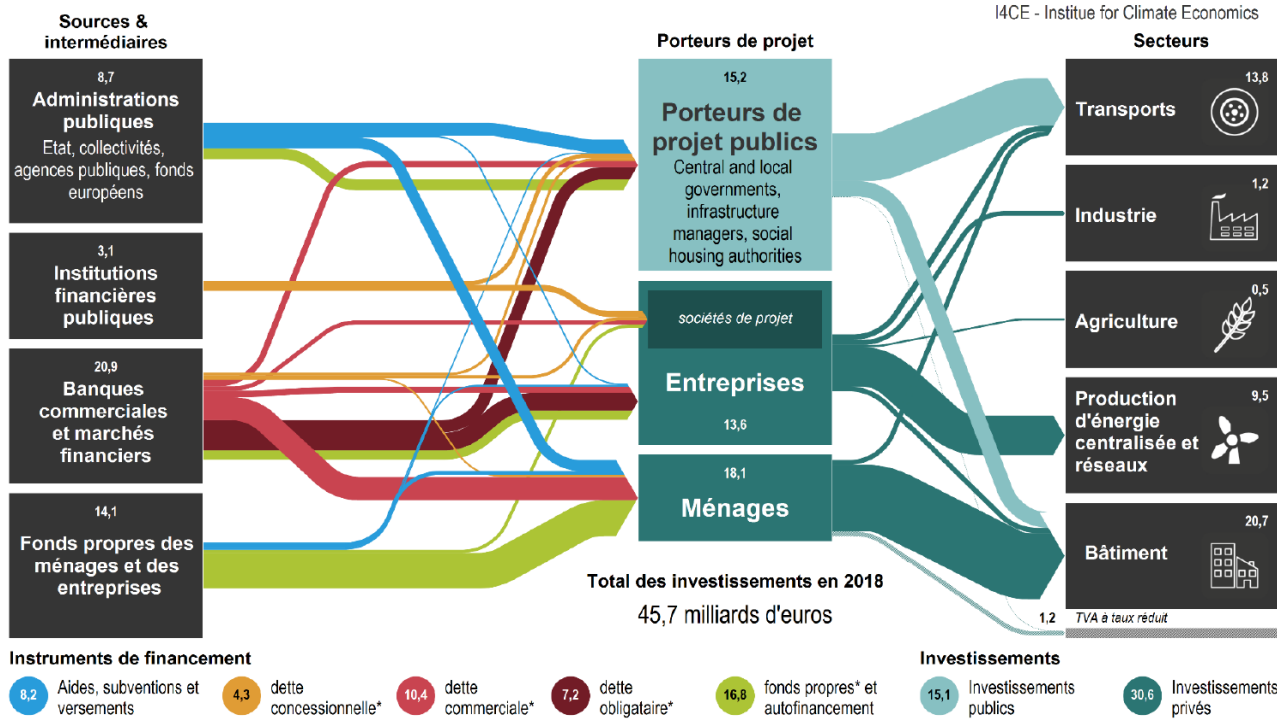 I4CE - Institue for Climate Economics
Sources &
intermédiaires
Porteurs de projet
Secteurs
8,7
Administrations
publiques
Etat, collectivités,
agences publiques, fonds
européens
3,1
Institutions
financières
publiques
20,9
Banques
commerciales
et marchés
financiers
14,1
Fonds propres des
ménages et des
entreprises
15,2
Porteurs de
projet publics
Central and local
governments,
infrastructure
managers, social
housing authorities
sociétés de projet
Entreprises
13,6
18,1
Ménages
Total des investissements en 2018
45,7 milliards d'euros
13,8
Transports
1,2
Industrie
0,5
Agriculture
9,5
Production
d'énergie
centralisée et
réseaux
20,7
Bâtiment
1,2 TVA à taux réduit
Instruments de financement
8,2 Aides, subventions et
versements
4,3 dette
concessionnelle*
10,4 dette
commerciale*
7,2 dette
obligataire*
16,8 fonds propres* et
autofinancement
Investissements
15,1 Investissements
publics
30,6 Investissements
privés